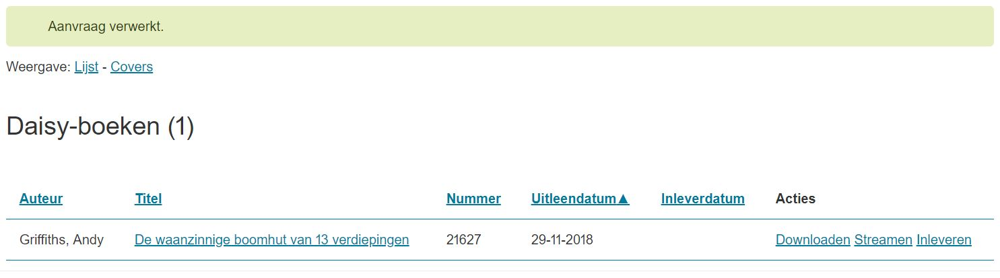 Aanvraag verwerkt.
Weergave: Lijst - Covers
Daisy-boeken (1)
Auteur Titel Nummer Uitleendatum▲ Inleverdatum Acties
Griffiths, Andy De waanzinnige boomhut van 13 verdiepingen 21627 29-11-2018 Downloaden Streamen Inleveren